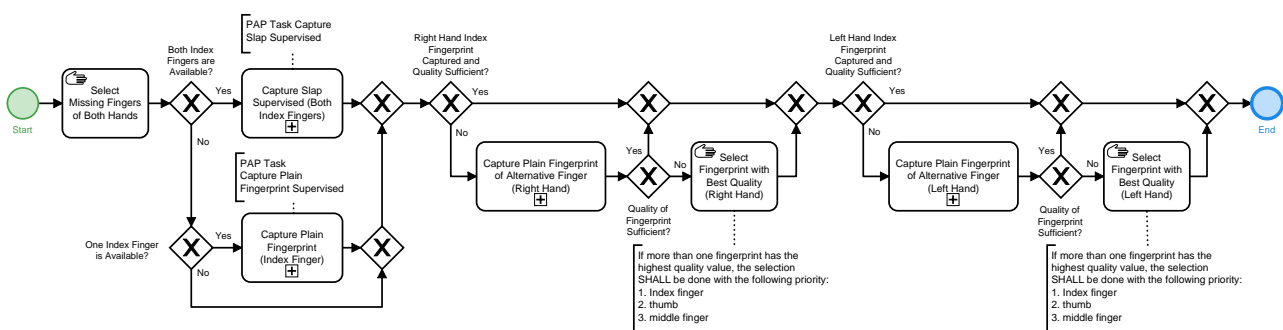 PAP Task Capture
Slap Supervised
Both Index
Fingers are
Available?
Right Hand Index
Fingerprint
Captured and
Quality Sufficient?
Left Hand Index
Fingerprint
Captured and
Quality Sufficient?
Start
Select
Missing Fingers
of Both Hands
Yes
No
Capture Slap
Supervised (Both
Index Fingers)
Yes
No
Capture Plain Fingerprint
of Alternative Finger
(Right Hand)
Yes
No
Quality of
Fingerprint
Sufficient?
Select
Fingerprint with
Best Quality
(Right Hand)
Yes
No
Capture Plain Fingerprint
of Alternative Finger
(Left Hand)
Yes
No
Quality of
Fingerprint
Sufficient?
Select
Fingerprint with
Best Quality
(Left Hand)
End
PAP Task
Capture Plain
Fingerprint Supervised
One Index Finger
is Available?
Yes
No
Capture Plain
Fingerprint
(Index Finger)
If more than one fingerprint has the
highest quality value, the selection
SHALL be done with the following priority:
1. Index finger
2. thumb
3. middle finger
If more than one fingerprint has the
highest quality value, the selection
SHALL be done with the following priority:
1. Index finger
2. thumb
3. middle finger